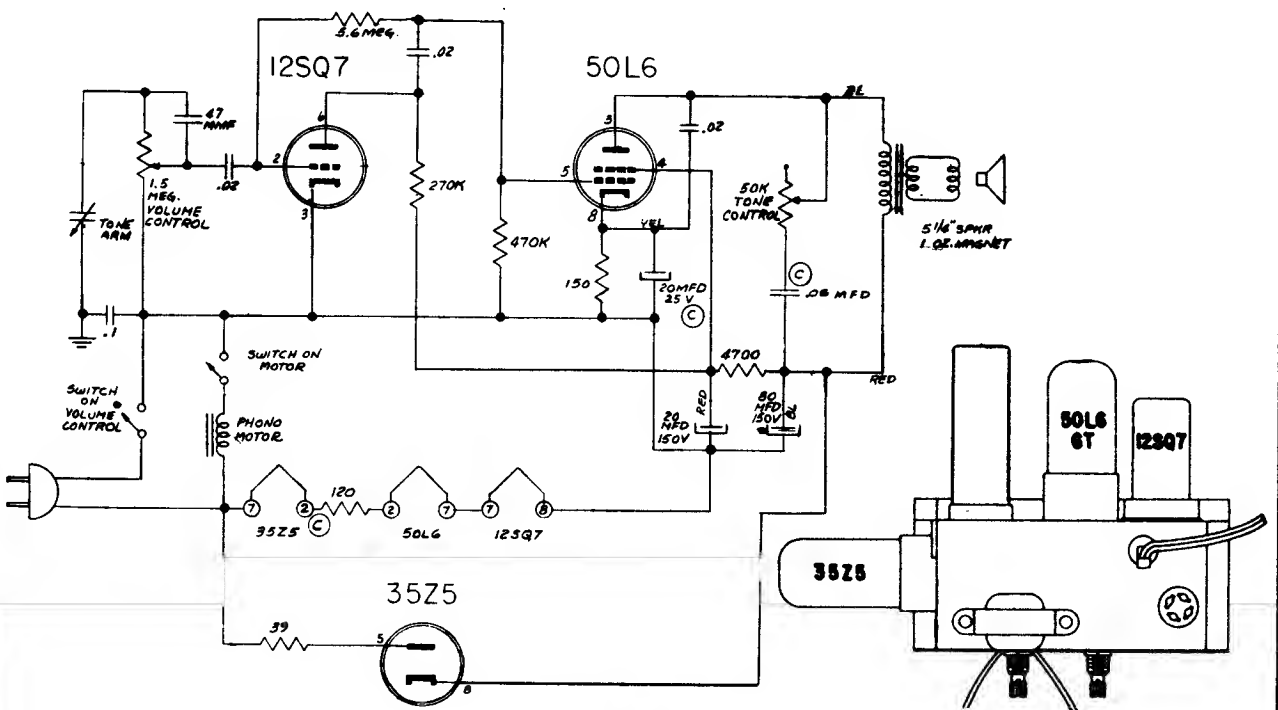 5.6 MEG.
.02
12SQ7
50L6
6
47
MMF
2
3
.02
1.5
MEG.
VOLUME
CONTROL
TONE
ARM
270K
470K
3
.02
5
4
8
YEL
150
20MFD
25 V
C
BL
50K
TONE
CONTROL
C
.06 MFD
5 1/4" SPKR
1 OZ. MAGNET
.1
SWITCH ON
MOTOR
SWITCH
ON
VOLUME
CONTROL
PHONO
MOTOR
4700
RED
RED
20
MFD
150V
80
MFD
150V
BL
7
2
C
120
2
7
7
8
35Z5
50L6
12SQ7
35Z5
39
5
8
50L6
GT
12SQ7
35Z5